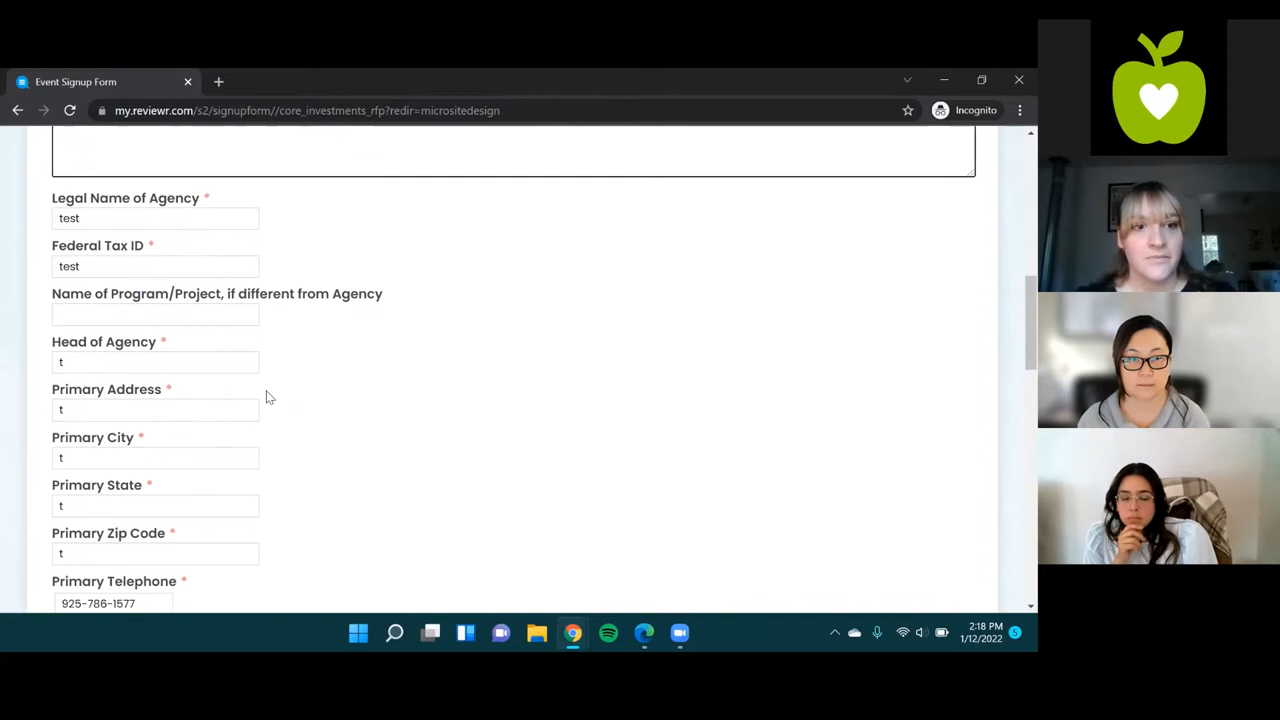 Event Signup Form
my.reviewr.com/s2/signupform//core_investments_rfp?redir=micrositedesign
Incognito
Legal Name of Agency *
test
Federal Tax ID *
test
Name of Program/Project, if different from Agency
Head of Agency *
t
Primary Address *
t
Primary City *
t
Primary State *
t
Primary Zip Code *
t
Primary Telephone *
925-786-1577
2:18 PM
1/12/2022
5